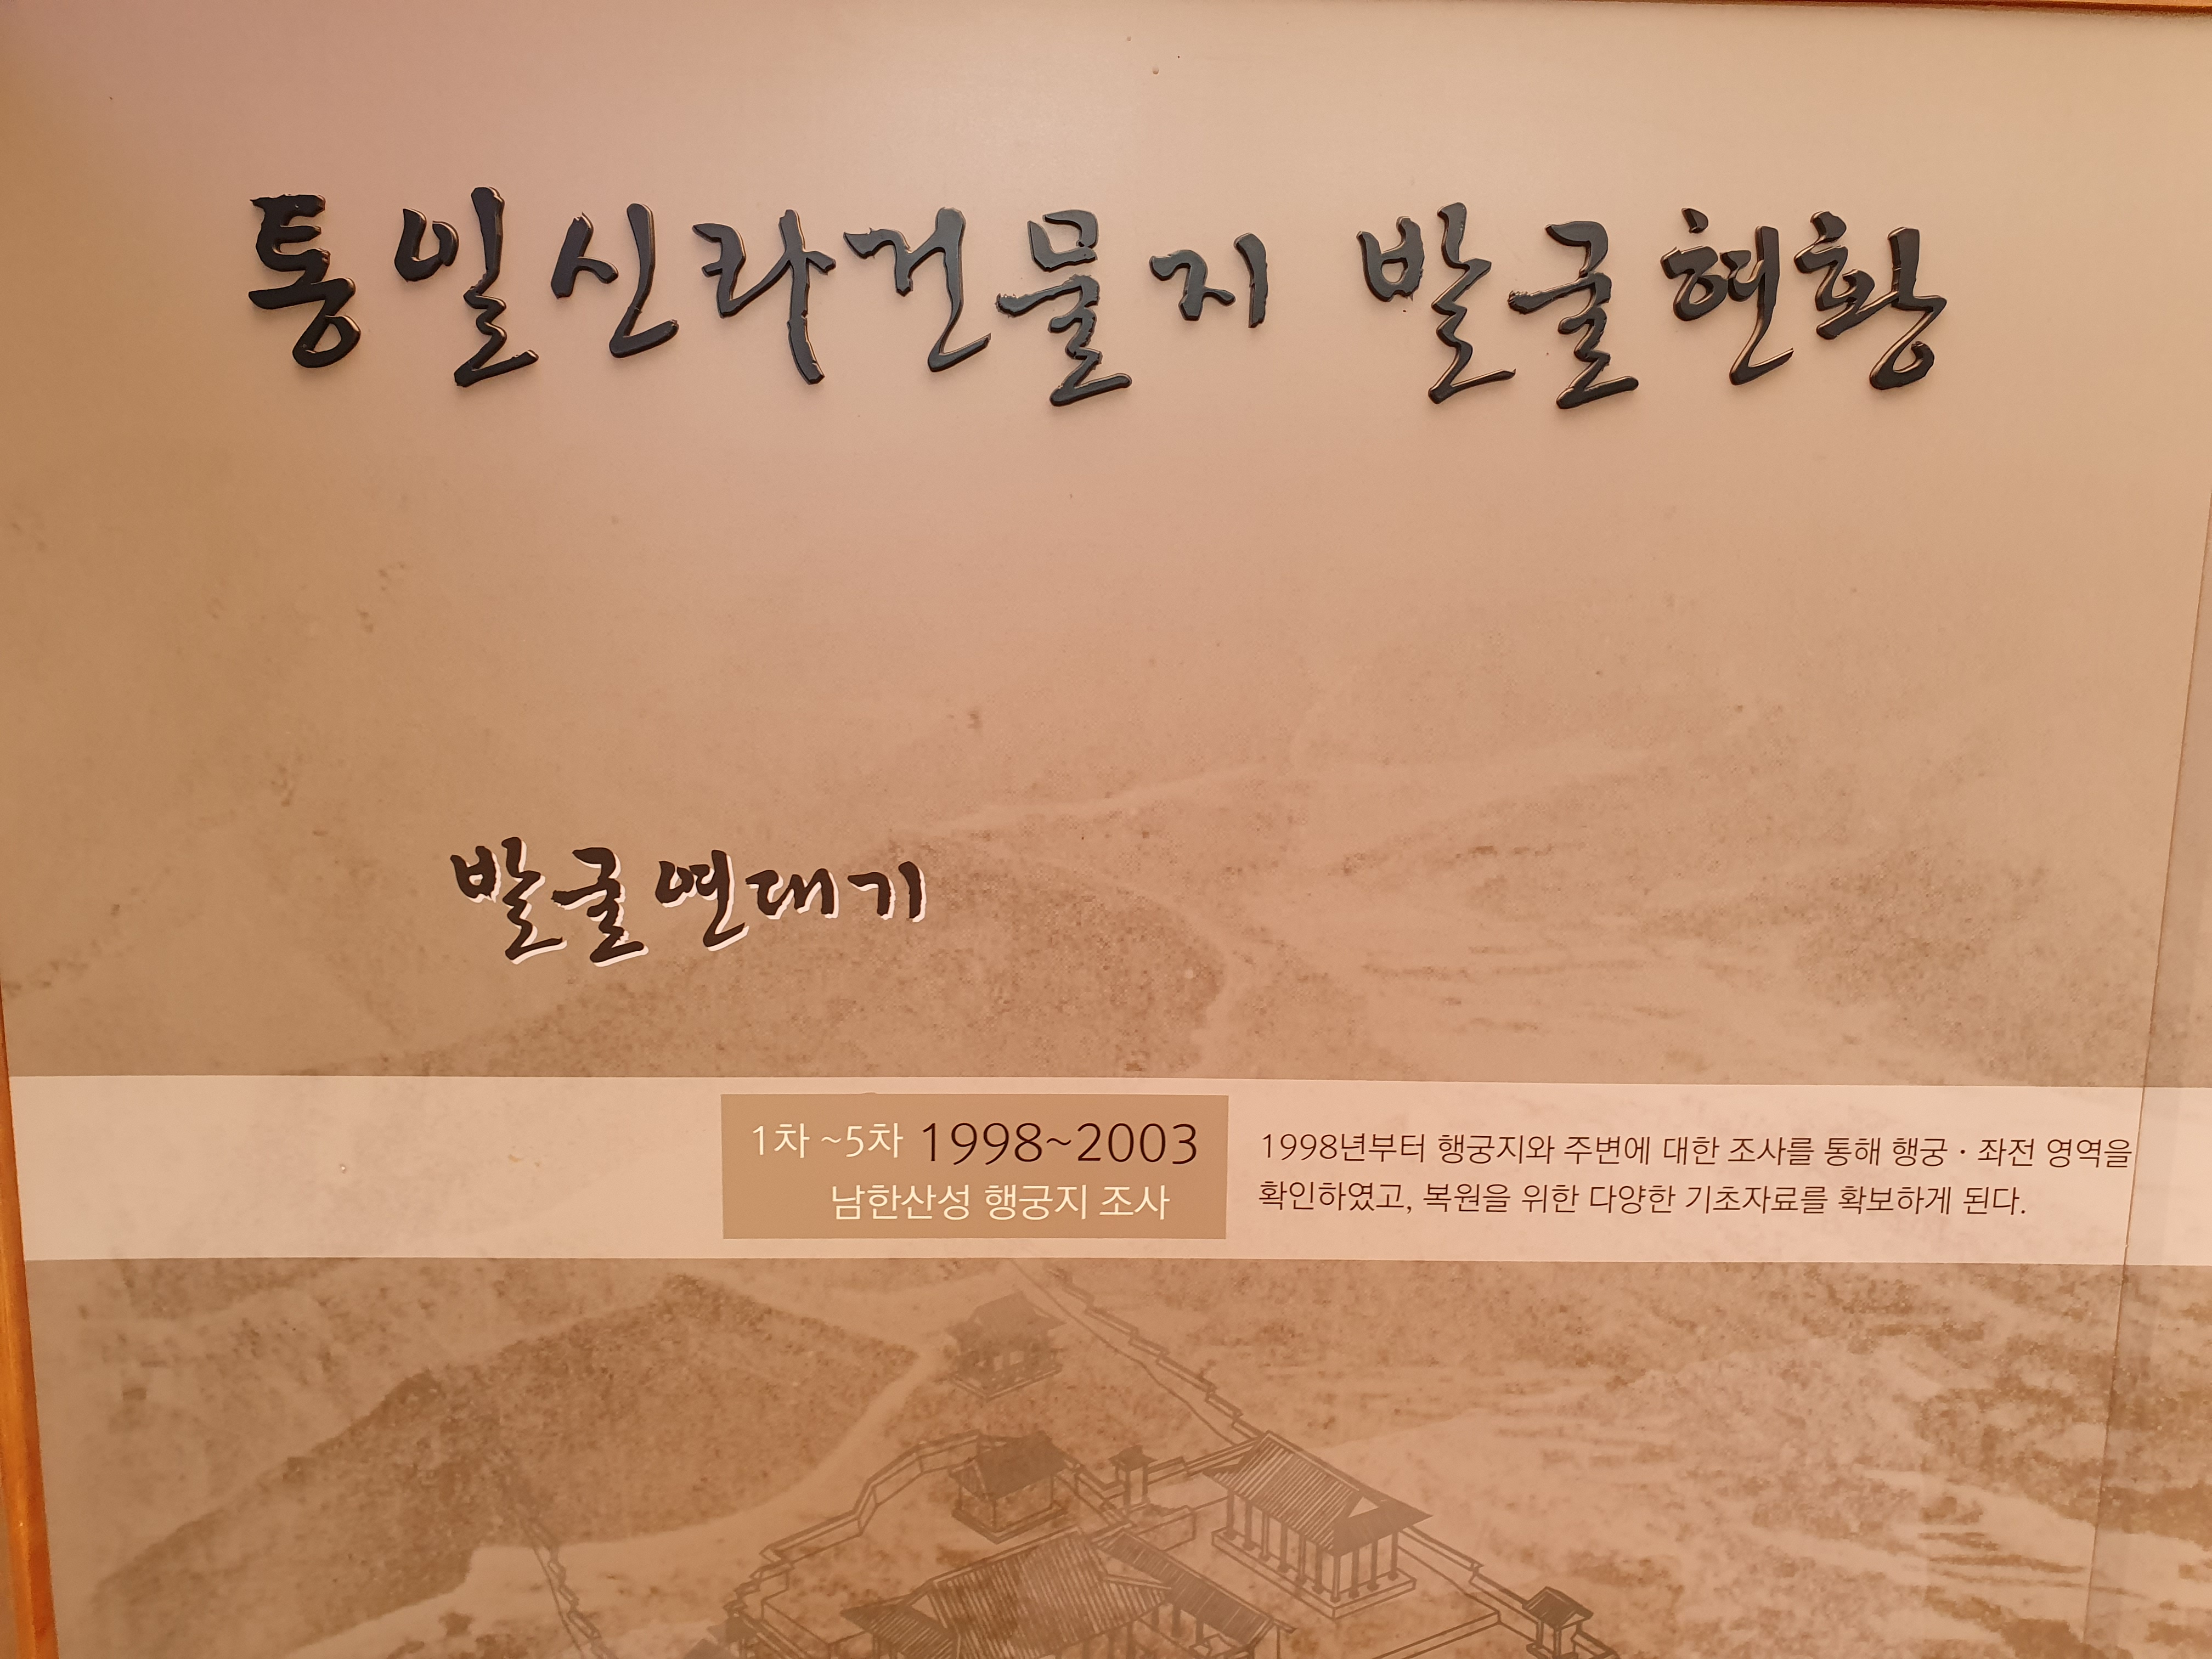 통일신라건물지 발굴현황
발굴연대기
1차 ~5차 1998~2003
남한산성 행궁지 조사
1998년부터 행궁지와 주변에 대한 조사를 통해 행궁 · 좌전 영역을
확인하였고, 복원을 위한 다양한 기초자료를 확보하게 된다.